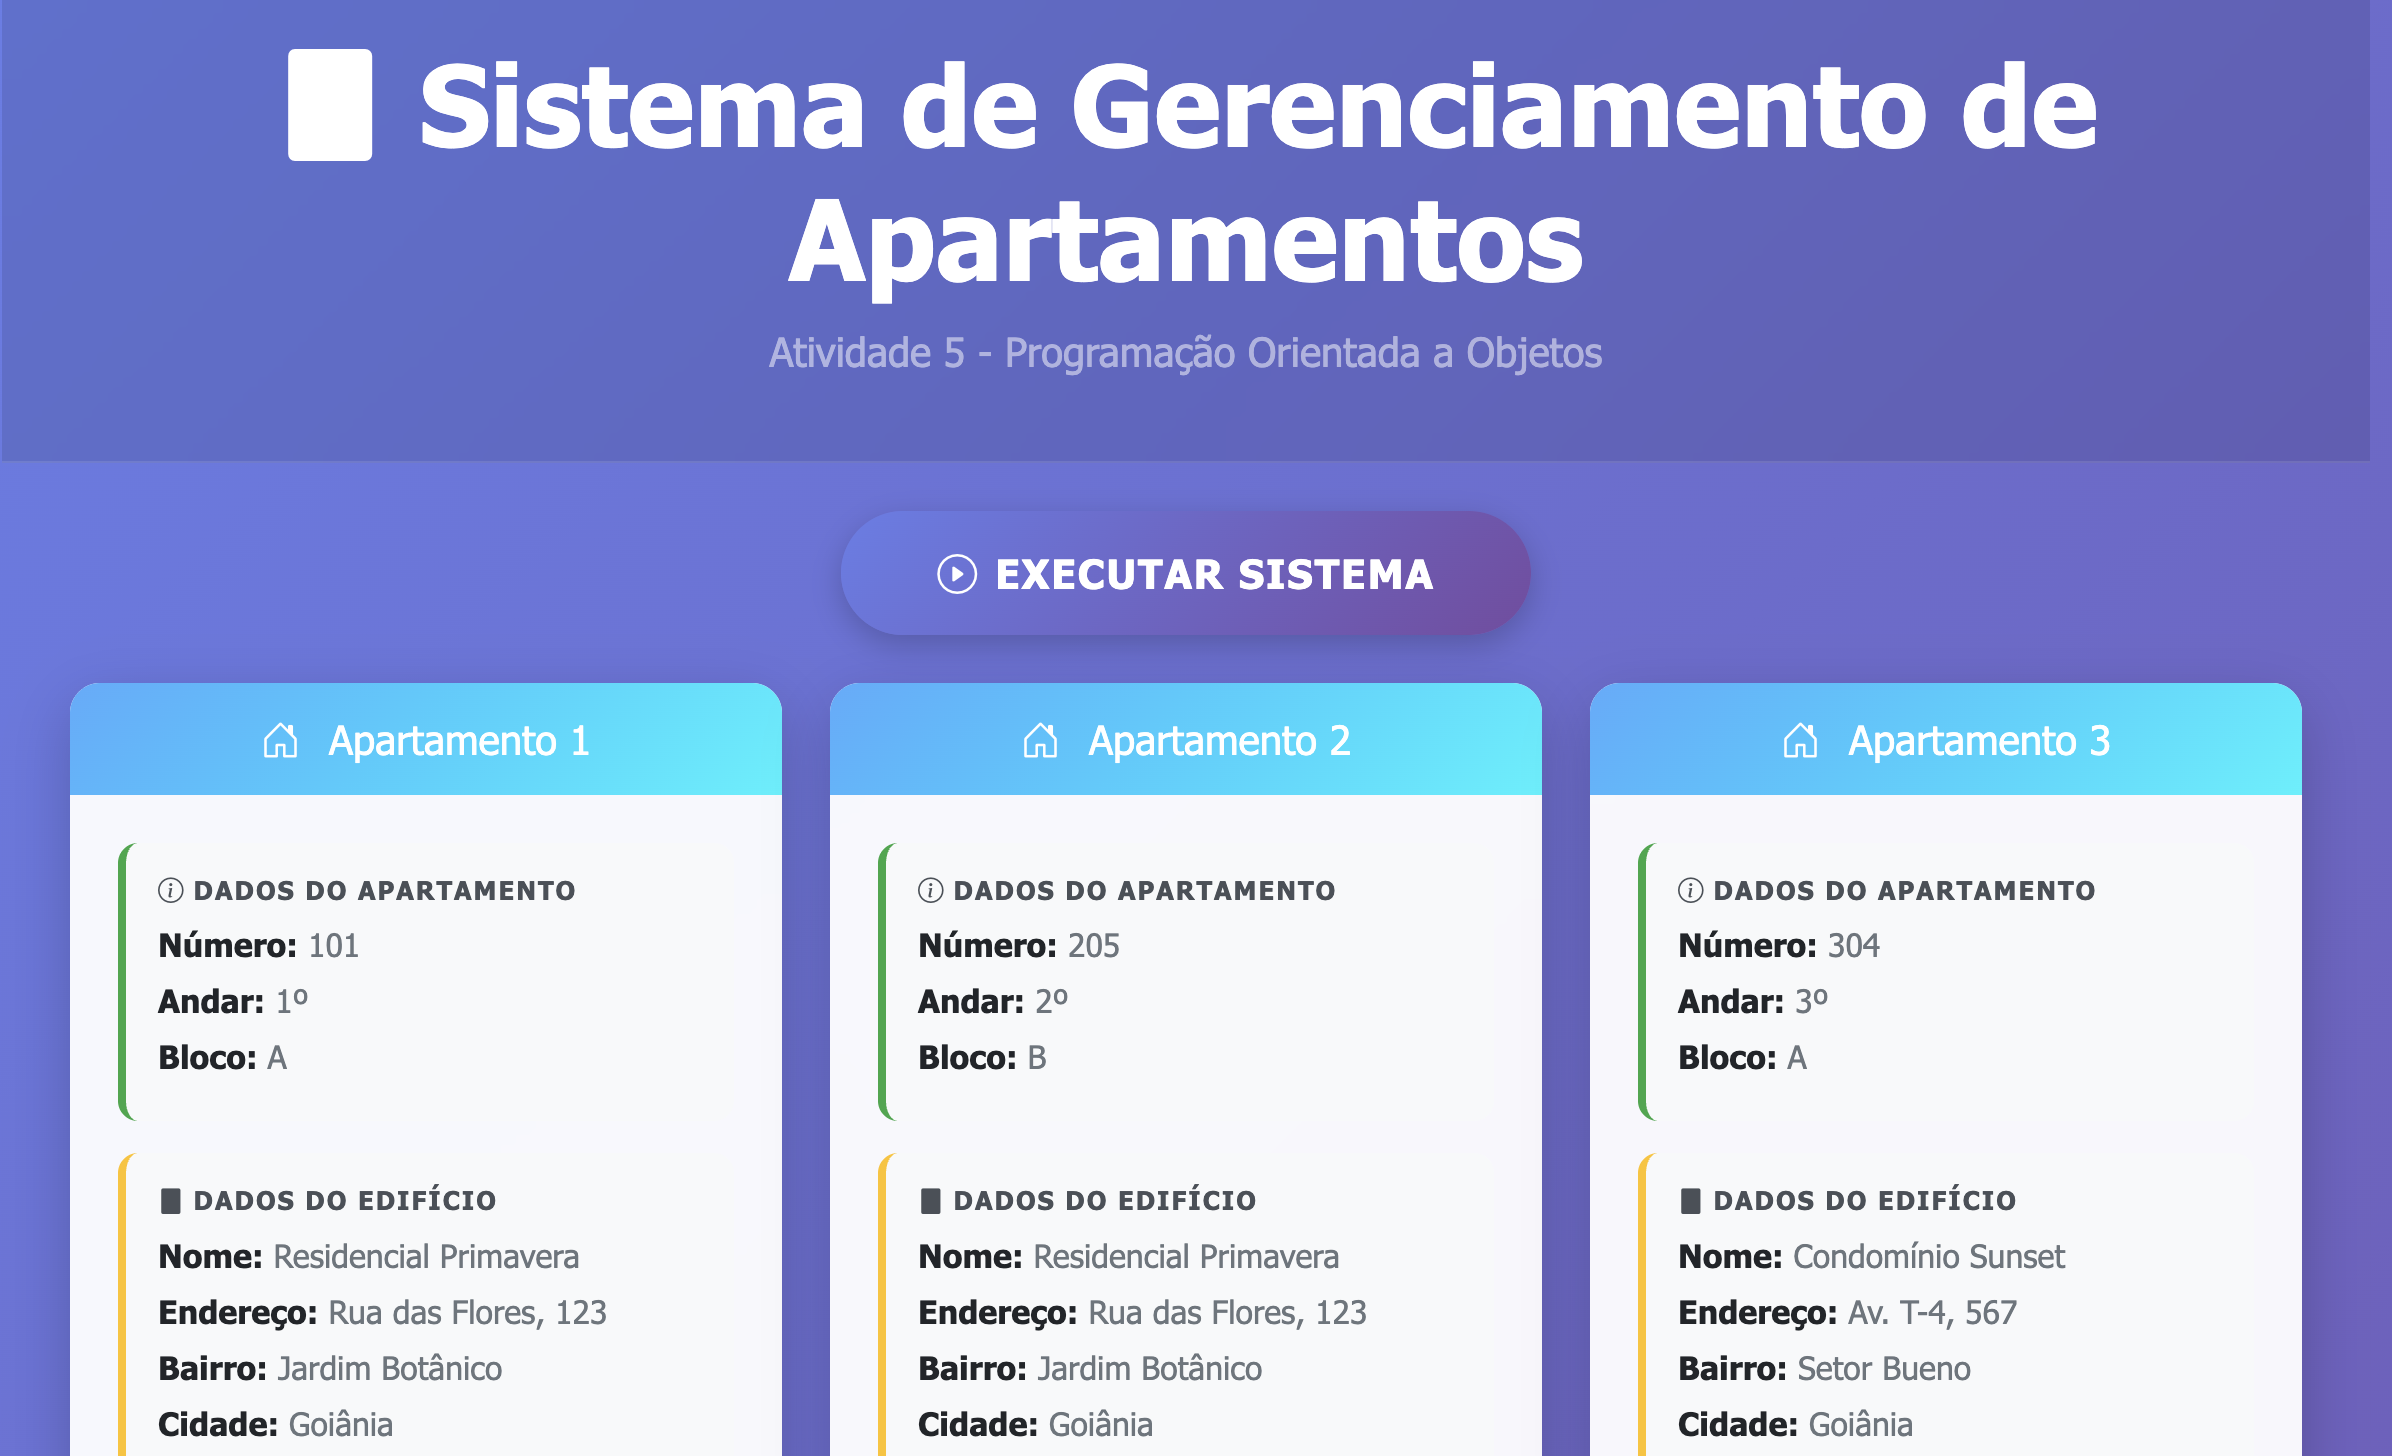 Sistema de Gerenciamento de
Apartamentos
Atividade 5 - Programação Orientada a Objetos
EXECUTAR SISTEMA
Apartamento 1
DADOS DO APARTAMENTO
Número: 101
Andar: 1º
Bloco: A
DADOS DO EDIFÍCIO
Nome: Residencial Primavera
Endereço: Rua das Flores, 123
Bairro: Jardim Botânico
Cidade: Goiânia
Apartamento 2
DADOS DO APARTAMENTO
Número: 205
Andar: 2º
Bloco: B
DADOS DO EDIFÍCIO
Nome: Residencial Primavera
Endereço: Rua das Flores, 123
Bairro: Jardim Botânico
Cidade: Goiânia
Apartamento 3
DADOS DO APARTAMENTO
Número: 304
Andar: 3º
Bloco: A
DADOS DO EDIFÍCIO
Nome: Condomínio Sunset
Endereço: Av. T-4, 567
Bairro: Setor Bueno
Cidade: Goiânia